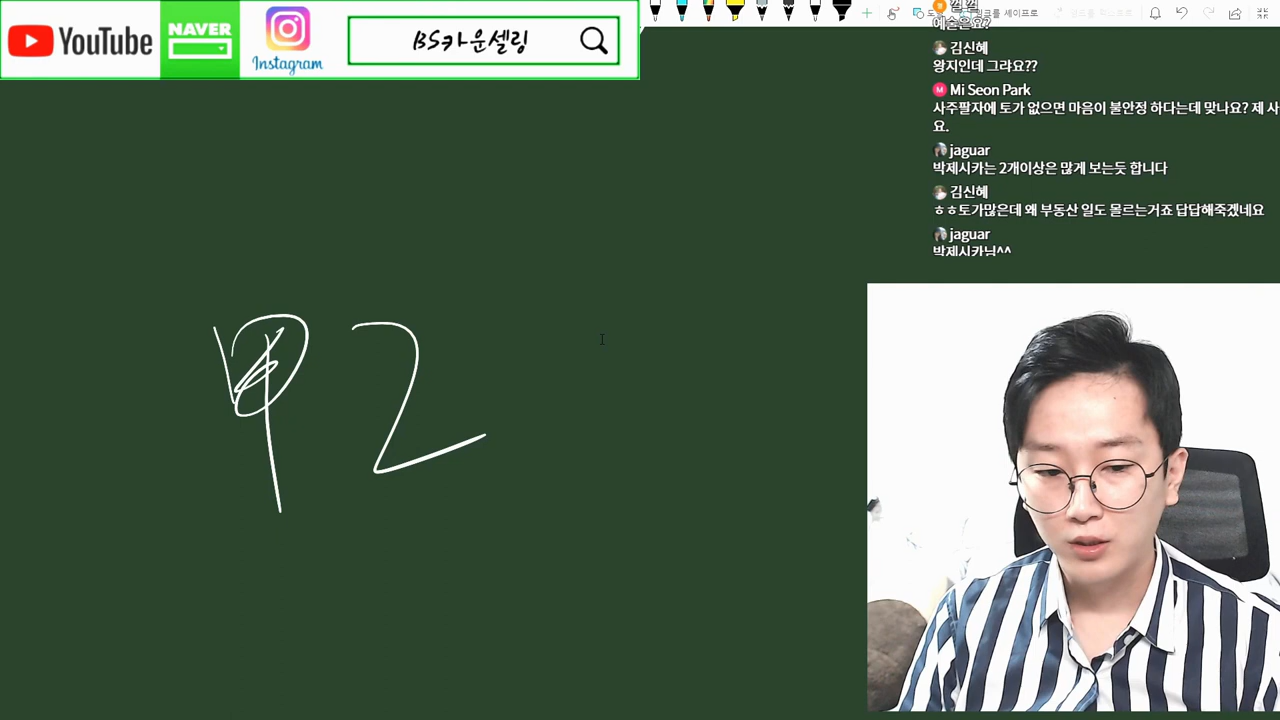 YouTube
NAVER
Instagram
BS카운셀링
예술은요?
김신혜
왕지인데 그라요??
M Mi Seon Park
사주팔자에 토가 없으면 마음이 불안정 하다는데 맞나요? 제 사
요.
jaguar
박제시카는 2개이상은 많게 보는듯 합니다
김신혜
ㅎㅎ토가많은데 왜 부동산 일도 몰르는거죠 답답해죽겠네요
jaguar
박제시카님^^
甲乙